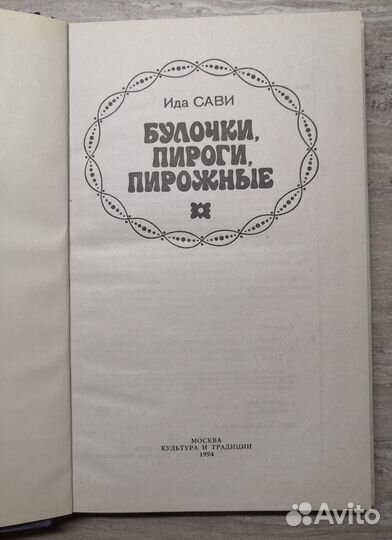 Ида САВИ
БУЛОЧКИ,
ПИРОГИ,
ПИРОЖНЫЕ
МОСКВА
КУЛЬТУРА И ТРАДИЦИИ
1994
Avito